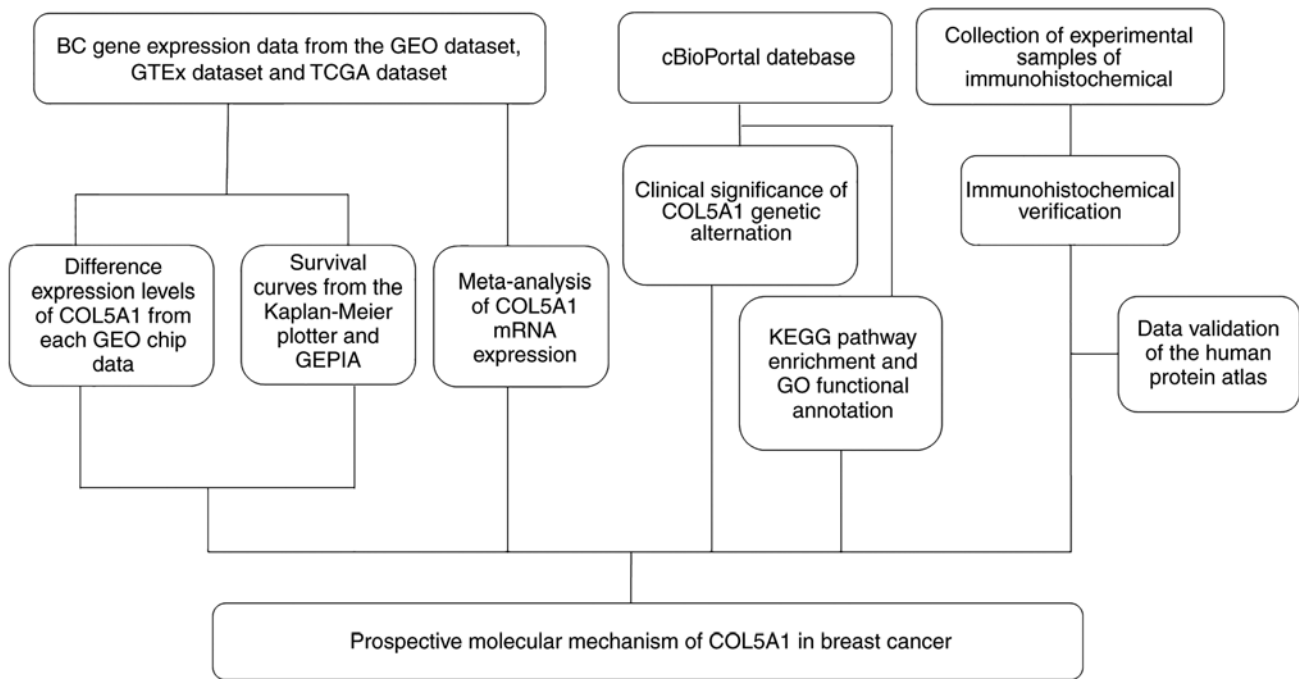 BC gene expression data from the GEO dataset,
GTEx dataset and TCGA dataset
cBioPortal datebase
Collection of experimental
samples of
immunohistochemical
Clinical significance of
COL5A1 genetic
alternation
Immunohistochemical
verification
Difference
expression levels
of COL5A1 from
each GEO chip
data
Survival
curves from the
Kaplan-Meier
plotter and
GEPIA
Meta-analysis
of COL5A1
mRNA
expression
KEGG pathway
enrichment and
GO functional
annotation
Data validation
of the human
protein atlas
Prospective molecular mechanism of COL5A1 in breast cancer